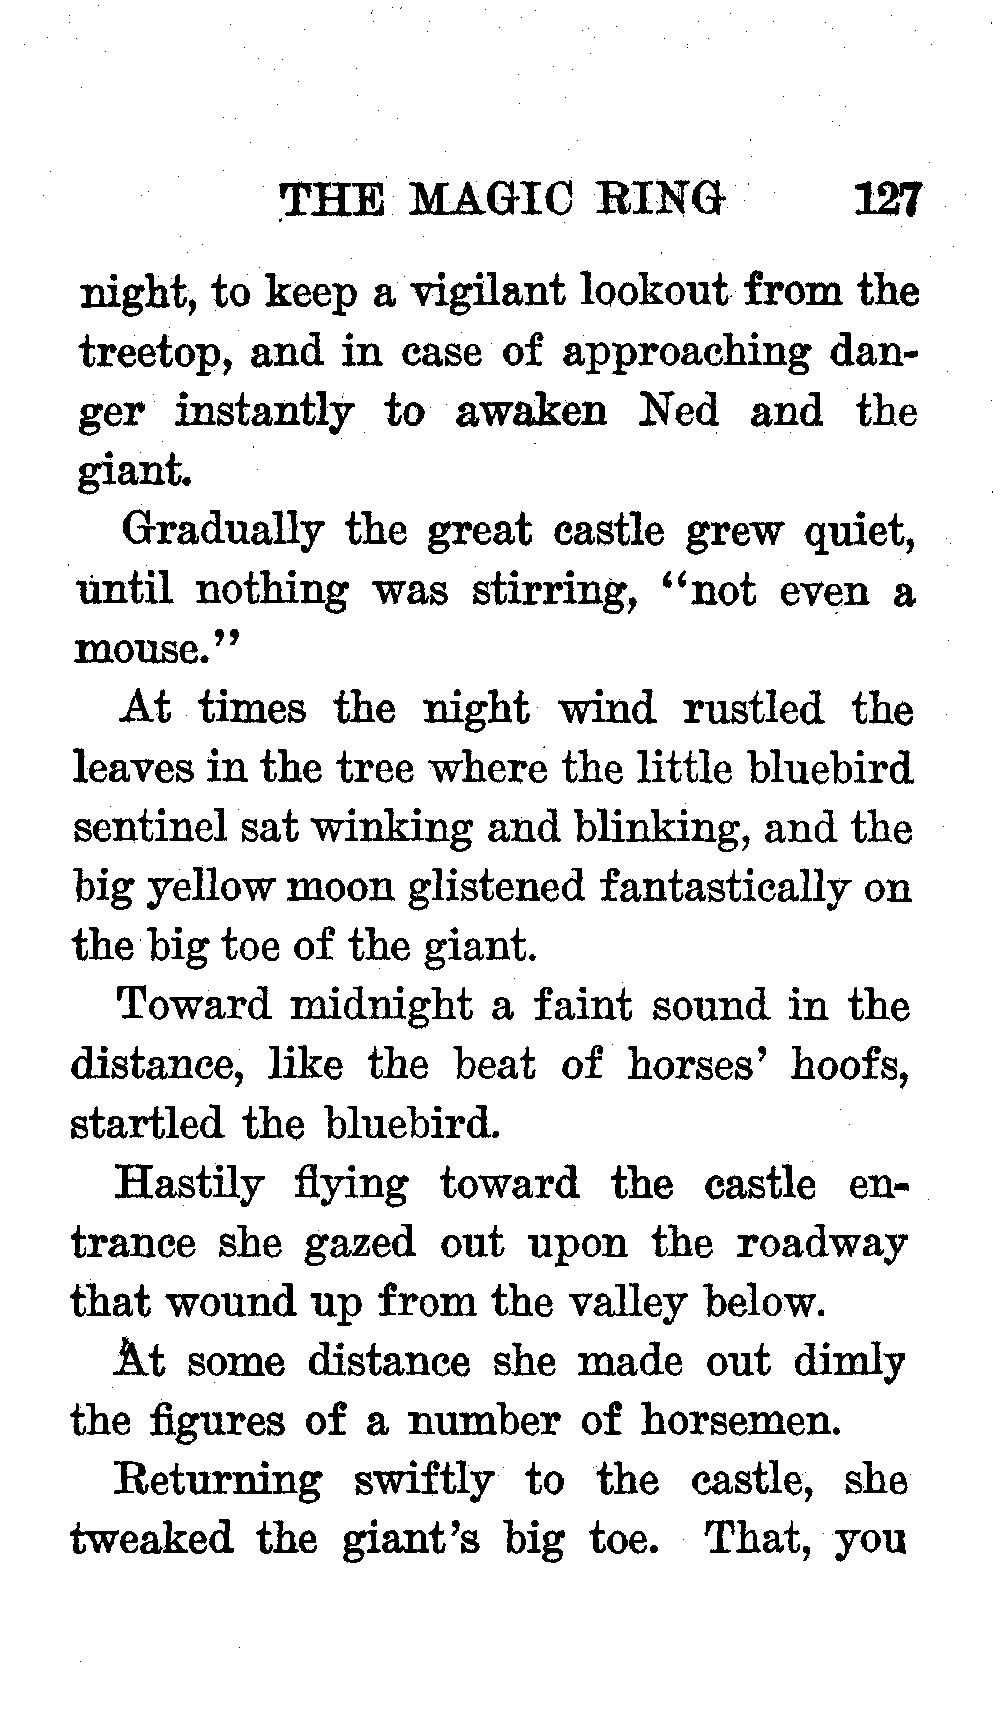 THE MAGIC RING 127
night, to keep a vigilant lookout from the
treetop, and in case of approaching dan-
ger instantly to awaken Ned and the
giant.
Gradually the great castle grew quiet,
until nothing was stirring, "not even a
mouse."
At times the night wind rustled the
leaves in the tree where the little bluebird
sentinel sat winking and blinking, and the
big yellow moon glistened fantastically on
the big toe of the giant.
Toward midnight a faint sound in the
distance, like the beat of horses' hoofs,
startled the bluebird.
Hastily flying toward the castle en-
trance she gazed out upon the roadway
that wound up from the valley below.
At some distance she made out dimly
the figures of a number of horsemen.
Returning swiftly to the castle, she
tweaked the giant's big toe. That, you